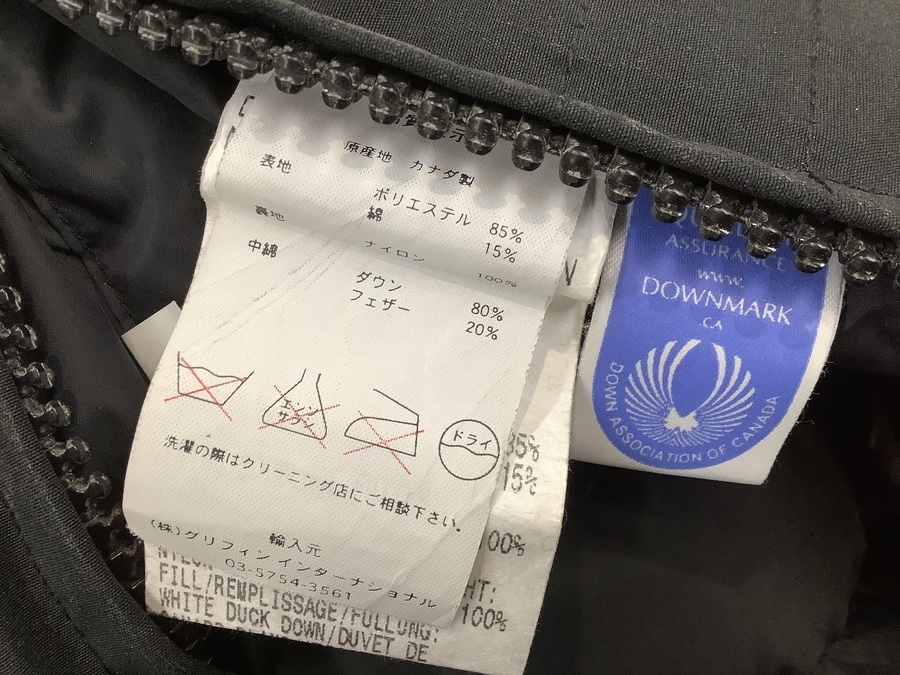 原産地 カナダ製
表地
ポリエステル 85%
綿 15%
裏地 ナイロン 100%
中綿 ダウン 80%
フェザー 20%
エンソ
サラシ
ドライ
洗濯の際はクリーニング店にご相談下さい。
輸入元
(株)グリフィン インターナショナル
03-5754-3561
35%
15%
00%
HT:
FILL/REMPLISSAGE/FÜLLUNG: 100%
WHITE DUCK DOWN/DUVET DE
N
ASSURANCE
www.
DOWNMARK
.CA
DOWN ASSOCIATION OF CANADA